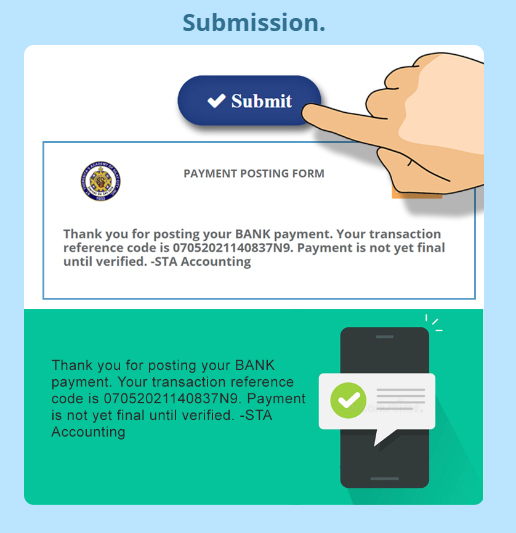 Submission.
Submit
PAYMENT POSTING FORM
Thank you for posting your BANK payment. Your transaction
reference code is 07052021140837N9. Payment is not yet final
until verified. -STA Accounting
Thank you for posting your BANK
payment. Your transaction reference
code is 07052021140837N9. Payment
is not yet final until verified. -STA
Accounting